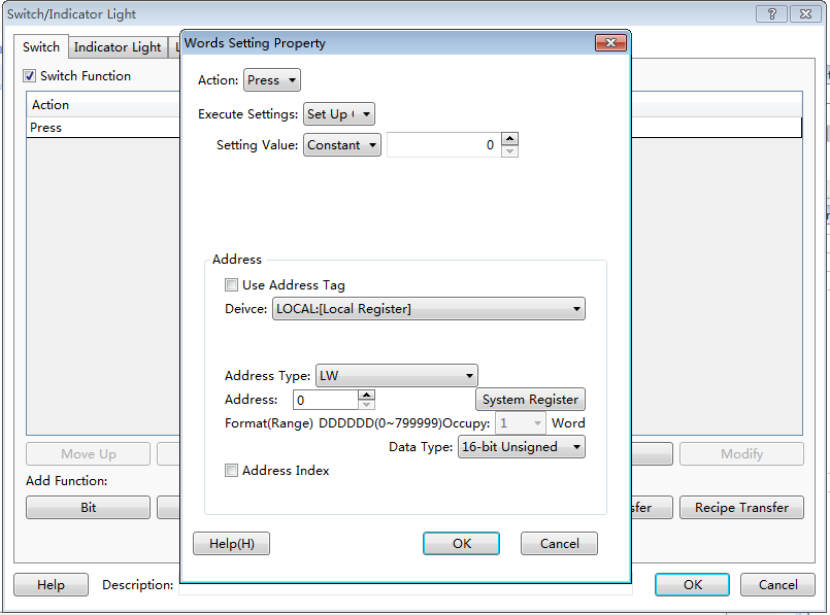 Switch/Indicator Light
Switch
Indicator Light
Switch Function
Action
Press
Move Up
Modify
Add Function:
Bit
sfer
Recipe Transfer
Help
Description:
OK
Cancel
Words Setting Property
Action: Press
Execute Settings: Set Up
Setting Value: Constant 0
Address
Use Address Tag
Deivce: LOCAL:[Local Register]
Address Type: LW
Address: 0
System Register
Format(Range) DDDDDD(0~799999)Occupy: 1 Word
Data Type: 16-bit Unsigned
Address Index
Help(H)
OK
Cancel